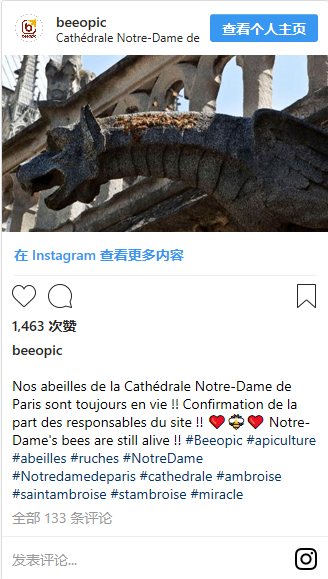 beeopic
Cathédrale Notre-Dame de
查看个人主页
在 Instagram 查看更多内容
1,463 次赞
beeopic
Nos abeilles de la Cathédrale Notre-Dame de
Paris sont toujours en vie !! Confirmation de la
part des responsables du site !! ❤️🐝❤️ Notre-
Dame's bees are still alive !! #Beeopic #apiculture
#abeilles #ruches #NotreDame
#Notredamedeparis #cathedrale #ambroise
#saintambroise #stambroise #miracle
全部 133 条评论
发表评论...